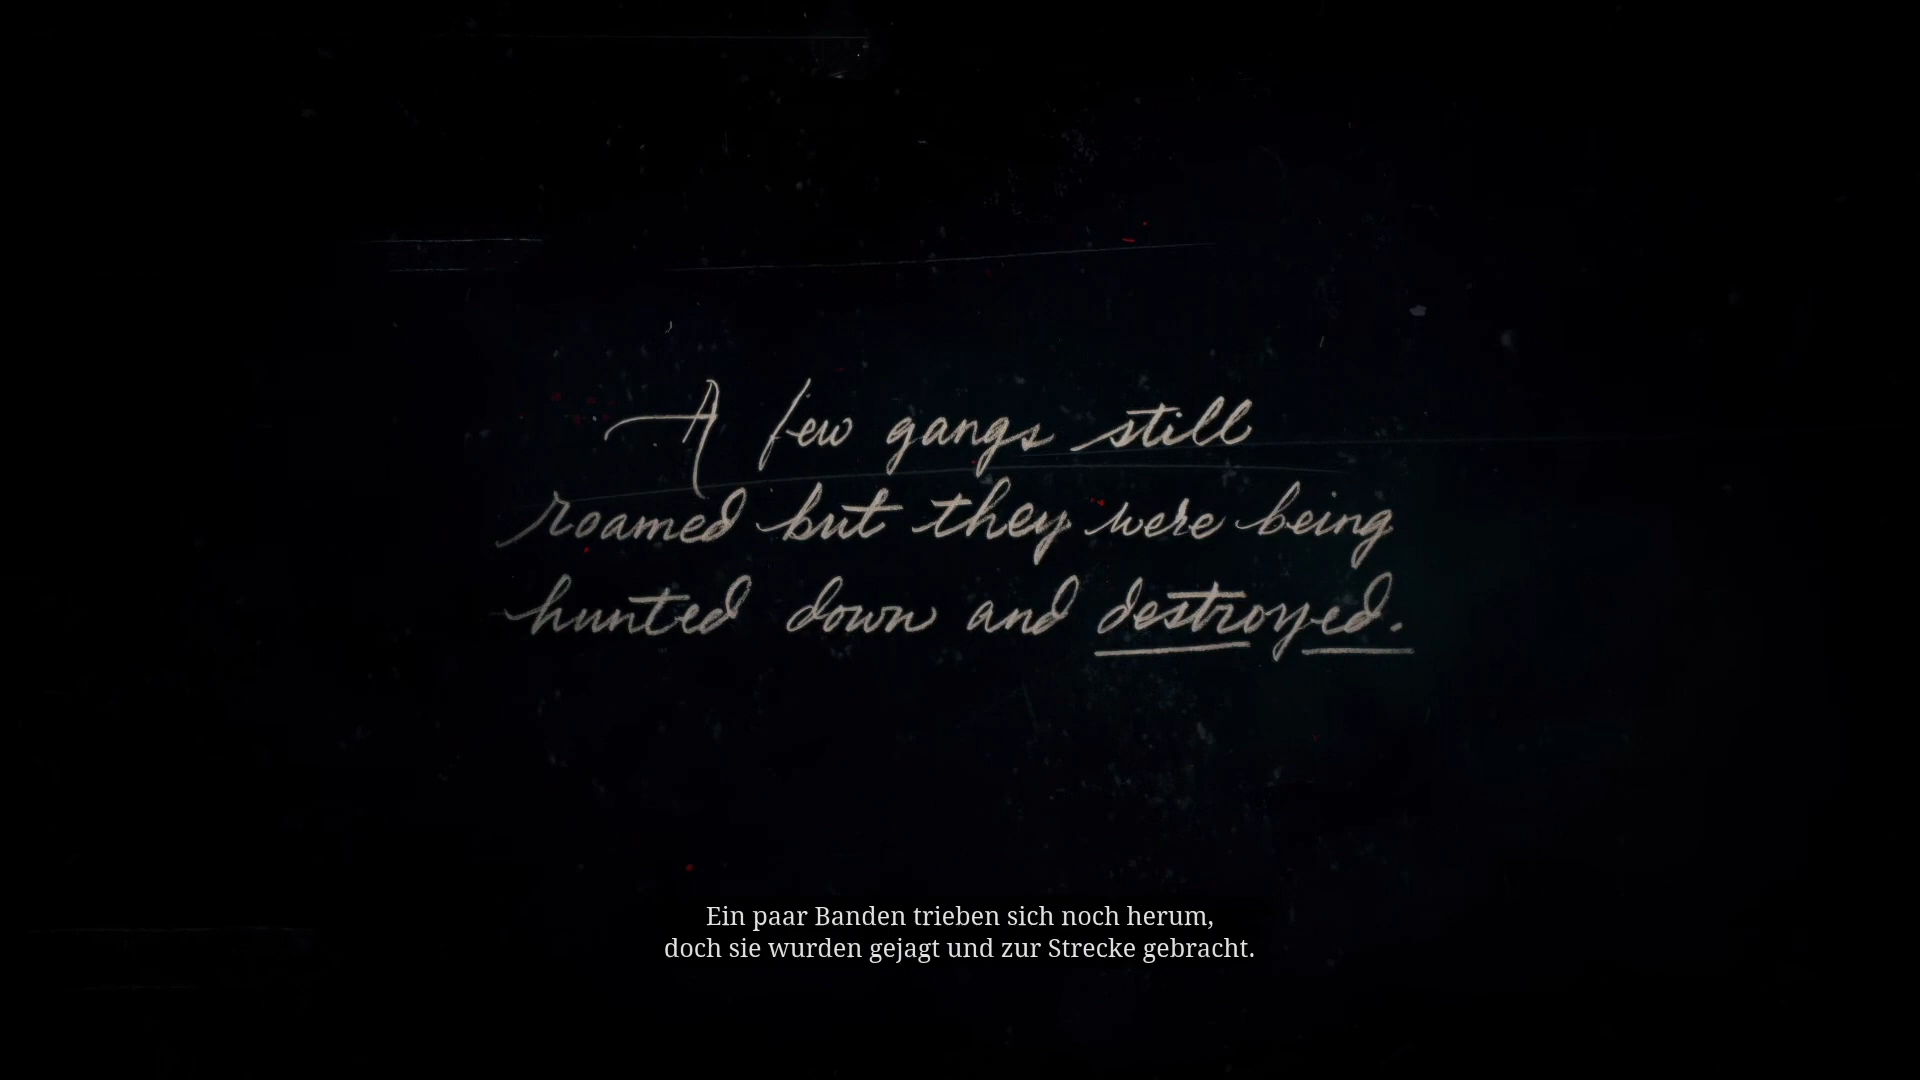 A few gangs still
roamed but they were being
hunted down and destroyed.
Ein paar Banden trieben sich noch herum,
doch sie wurden gejagt und zur Strecke gebracht.